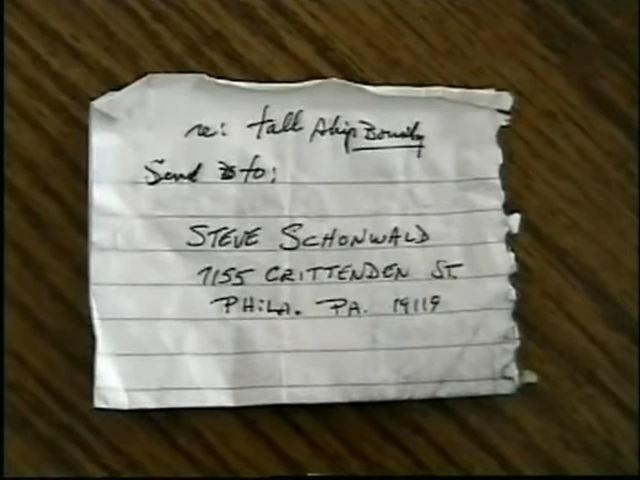 re: tall ship Bounty
Send to:
STEVE SCHONWALD
7155 CRITTENDEN ST.
PHILA. PA. 19119